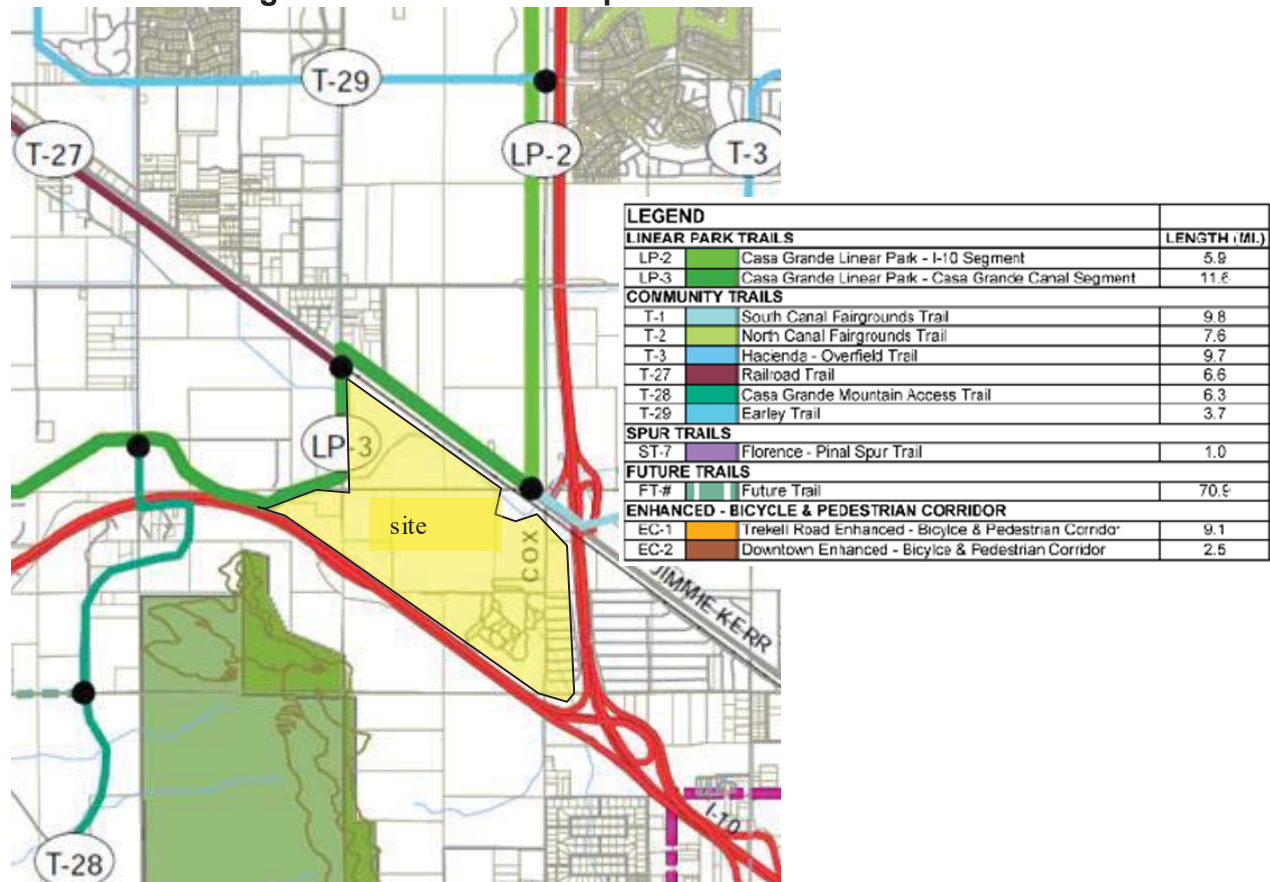 T-29
T-27
LP-2
T-3
LP-3
site
COX
JIMMIE KERR
I-10
T-28
LEGEND
LINEAR PARK TRAILS LENGTH (MI.)
LP-2 Casa Grande Linear Park - I-10 Segment 5.9
LP-3 Casa Grande Linear Park - Casa Grande Canal Segment 11.6
COMMUNITY TRAILS
T-1 South Canal Fairgrounds Trail 9.8
T-2 North Canal Fairgrounds Trail 7.6
T-3 Hacienda - Overfield Trail 9.7
T-27 Railroad Trail 6.6
T-28 Casa Grande Mountain Access Trail 6.3
T-29 Earley Trail 3.7
SPUR TRAILS
ST-7 Florence - Pinal Spur Trail 1.0
FUTURE TRAILS
FT-# Future Trail 70.9
ENHANCED - BICYCLE & PEDESTRIAN CORRIDOR
EC-1 Trekell Road Enhanced - Bicylce & Pedestrian Corridor 9.1
EC-2 Downtown Enhanced - Bicylce & Pedestrian Corridor 2.5